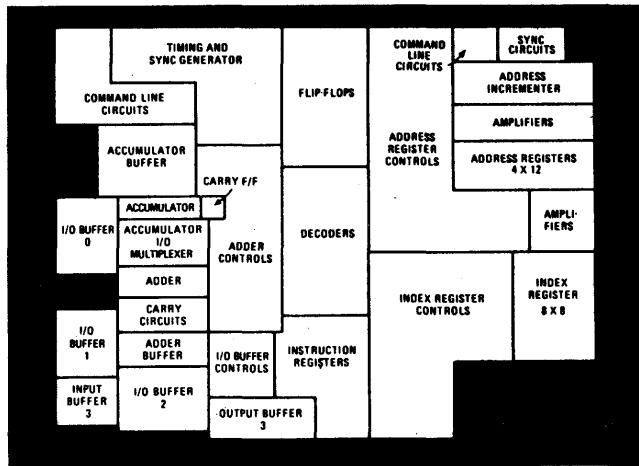 TIMING AND
SYNC GENERATOR
COMMAND LINE
CIRCUITS
ACCUMULATOR
BUFFER
CARRY F/F
ACCUMULATOR
I/O BUFFER
0
ACCUMULATOR
I/O
MULTIPLEXER
ADDER
CARRY
CIRCUITS
I/O
BUFFER
1
ADDER
BUFFER
INPUT
BUFFER
3
I/O BUFFER
2
ADDER
CONTROLS
I/O BUFFER
CONTROLS
OUTPUT BUFFER
3
FLIP-FLOPS
DECODERS
INSTRUCTION
REGISTERS
COMMAND
LINE
CIRCUITS
SYNC
CIRCUITS
ADDRESS
INCREMENTER
AMPLIFIERS
ADDRESS
REGISTER
CONTROLS
ADDRESS REGISTERS
4 X 12
AMPLI-
FIERS
INDEX REGISTER
CONTROLS
INDEX
REGISTER
8 X 8